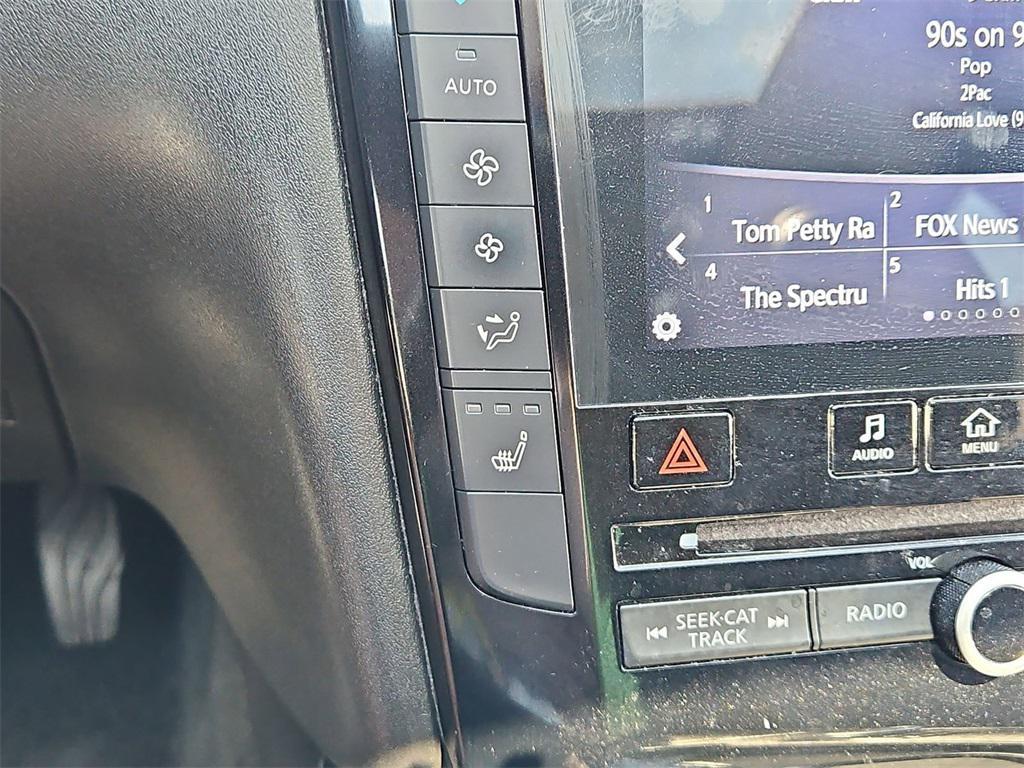 90s on 9
Pop
2Pac
California Love (9
AUTO
1 Tom Petty Ra
2 FOX News
4 The Spectru
5 Hits 1
AUDIO
MENU
VOL
SEEK·CAT
TRACK
RADIO